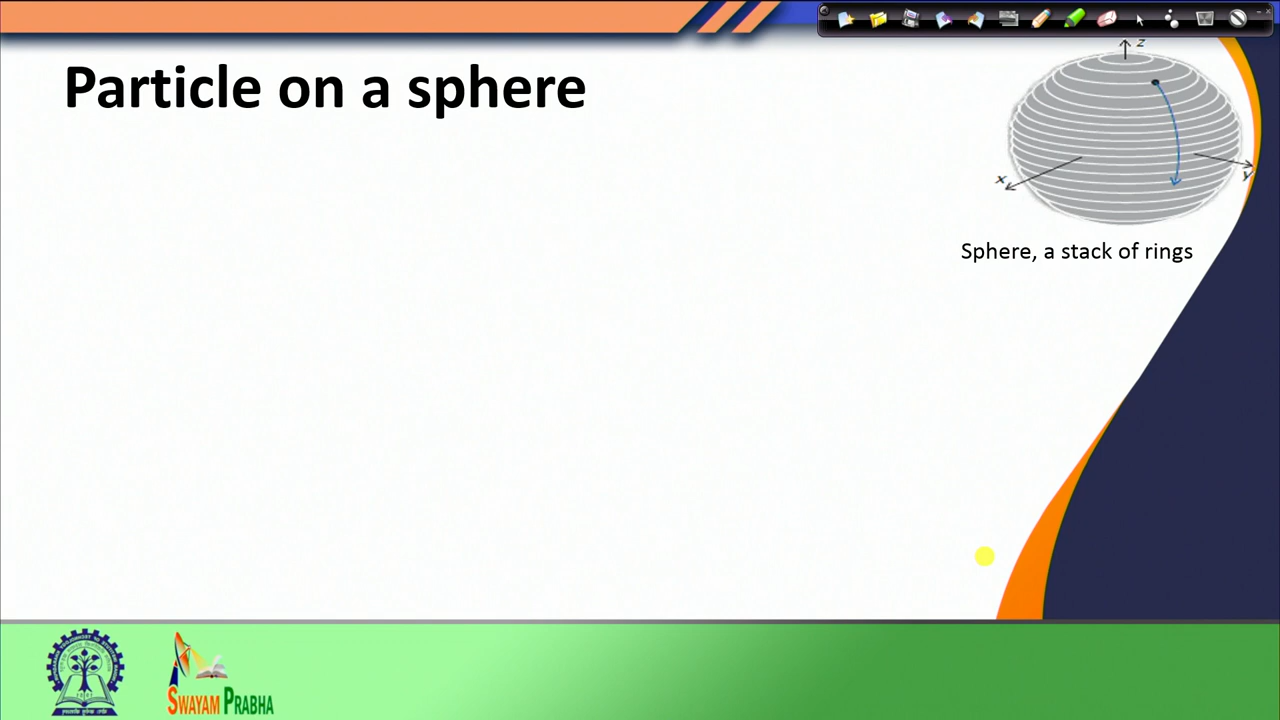 Particle on a sphere
z
x
y
Sphere, a stack of rings
SWAYAM PRABHA